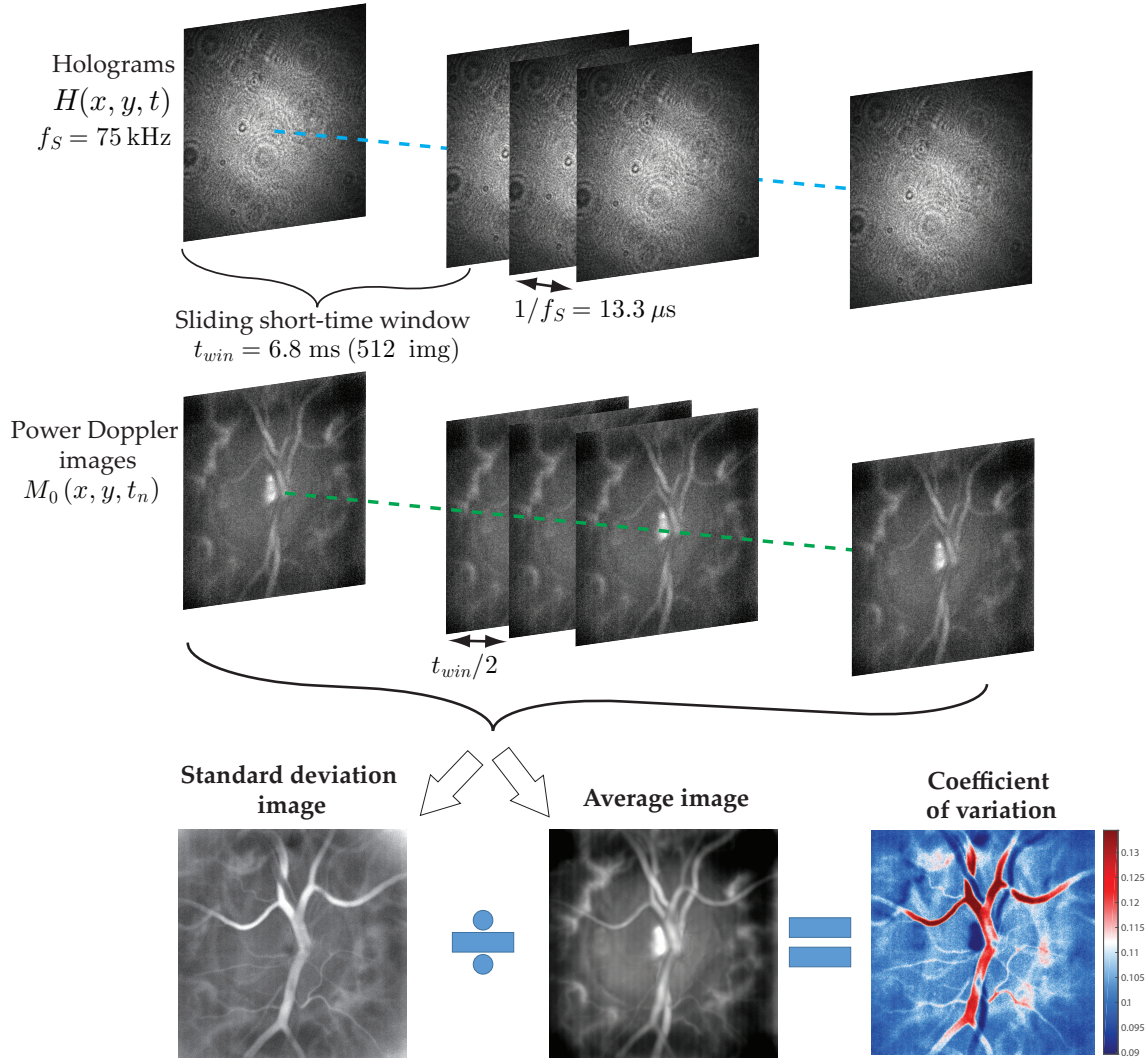 Holograms
H(x, y, t)
f_S = 75 kHz
1/f_S = 13.3 μs
Sliding short-time window
t_win = 6.8 ms (512 img)
Power Doppler
images
M_0 (x, y, t_n)
t_win/2
Standard deviation
image
Average image
Coefficient
of variation
0.13
0.125
0.12
0.115
0.11
0.105
0.1
0.095
0.09